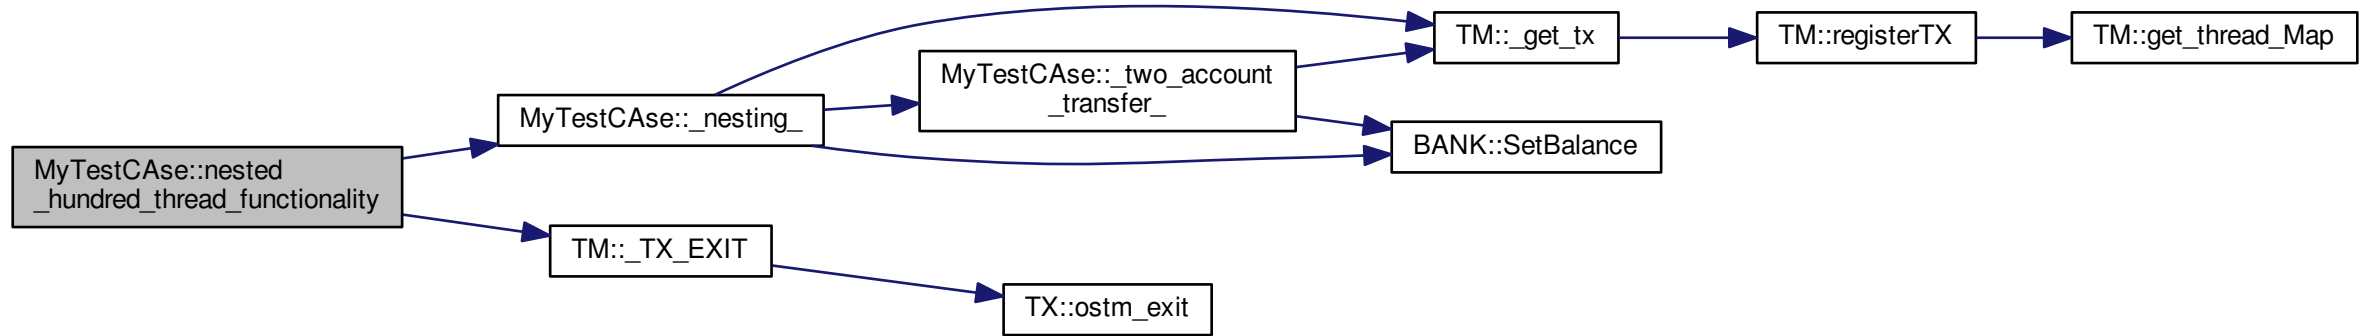 MyTestCAse::nested
_hundred_thread_functionality
MyTestCAse::_nesting_
TM::_TX_EXIT
MyTestCAse::_two_account
_transfer_
TX::ostm_exit
TM::_get_tx
BANK::SetBalance
TM::registerTX
TM::get_thread_Map